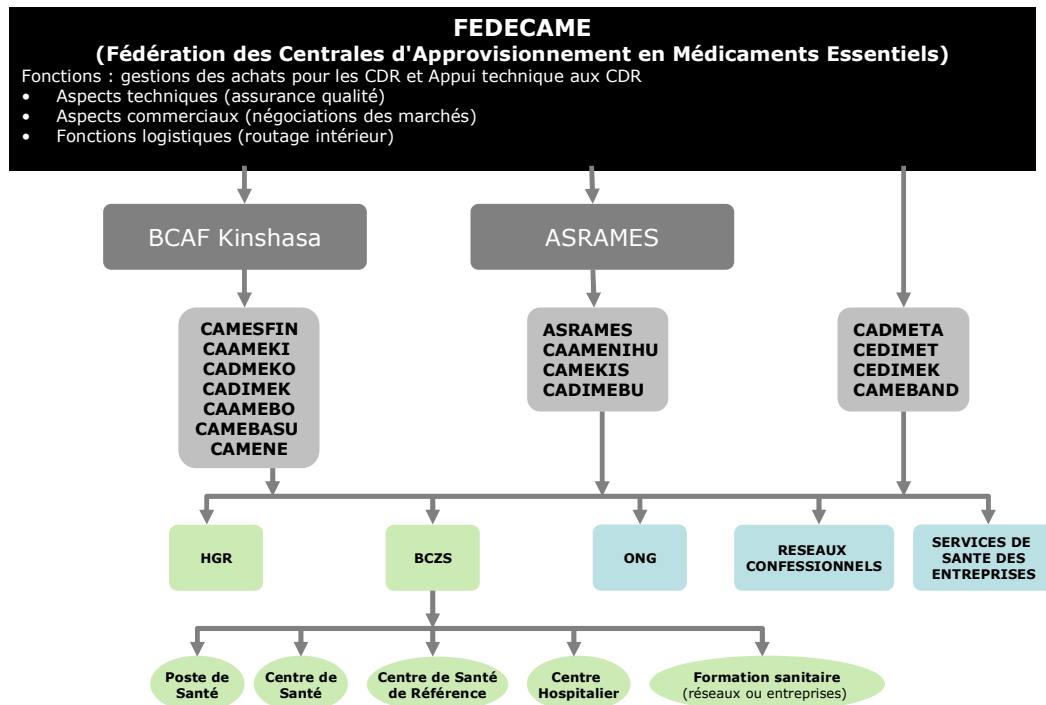 FEDECAME
(Fédération des Centrales d'Approvisionnement en Médicaments Essentiels)
Fonctions : gestions des achats pour les CDR et Appui technique aux CDR
• Aspects techniques (assurance qualité)
• Aspects commerciaux (négociations des marchés)
• Fonctions logistiques (routage intérieur)
BCAF Kinshasa
ASRAMES
CAMESFIN
CAAMEKI
CADMEKO
CADIMEK
CAAMEBO
CAMEBASU
CAMENE
ASRAMES
CAAMENIHU
CAMEKIS
CADIMEBU
CADMETA
CEDIMET
CEDIMEK
CAMEBAND
HGR
BCZS
ONG
RESEAUX
CONFESSIONNELS
SERVICES DE
SANTE DES
ENTREPRISES
Poste de
Santé
Centre de
Santé
Centre de Santé
de Référence
Centre
Hospitalier
Formation sanitaire
(réseaux ou entreprises)